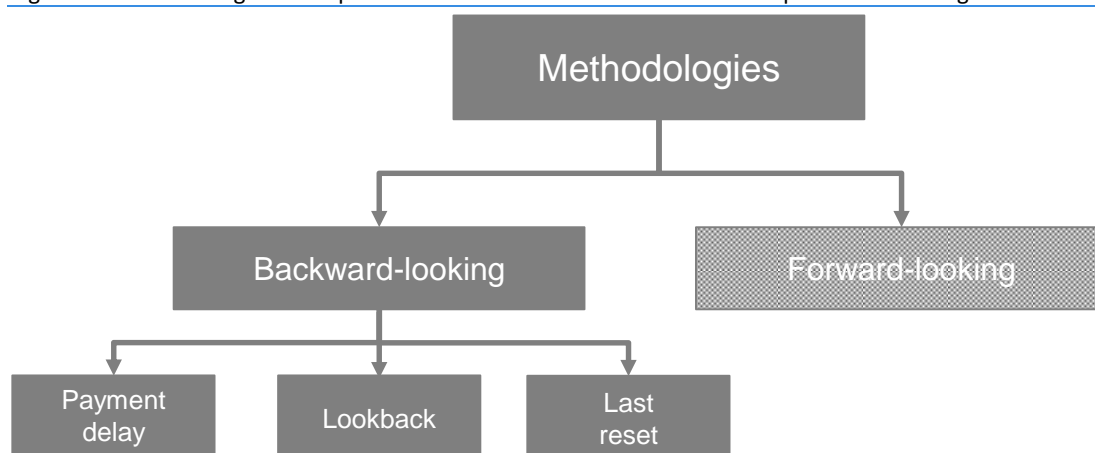 Methodologies
Backward-looking
Forward-looking
Payment
delay
Lookback
Last
reset